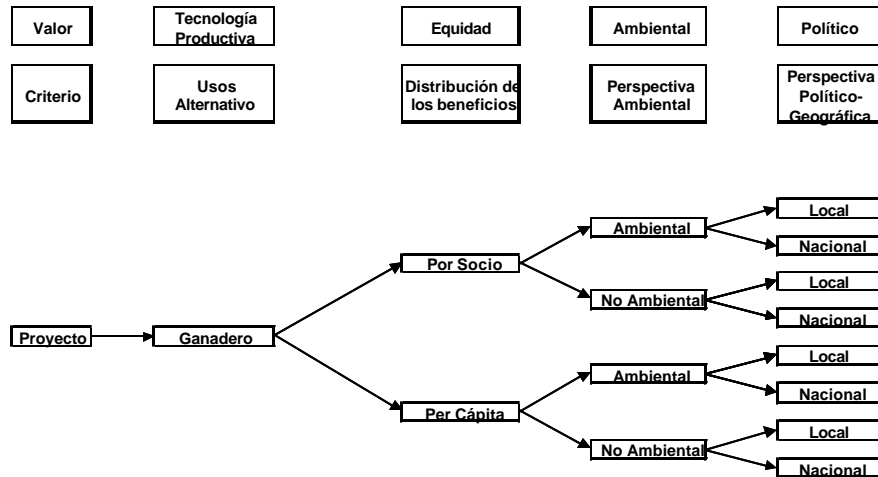 Valor
Tecnología
Productiva
Equidad
Ambiental
Político
Criterio
Usos
Alternativo
Distribución de
los beneficios
Perspectiva
Ambiental
Perspectiva
Político-
Geográfica
Local
Ambiental
Nacional
Por Socio
Local
No Ambiental
Nacional
Proyecto
Ganadero
Local
Ambiental
Nacional
Per Cápita
Local
No Ambiental
Nacional